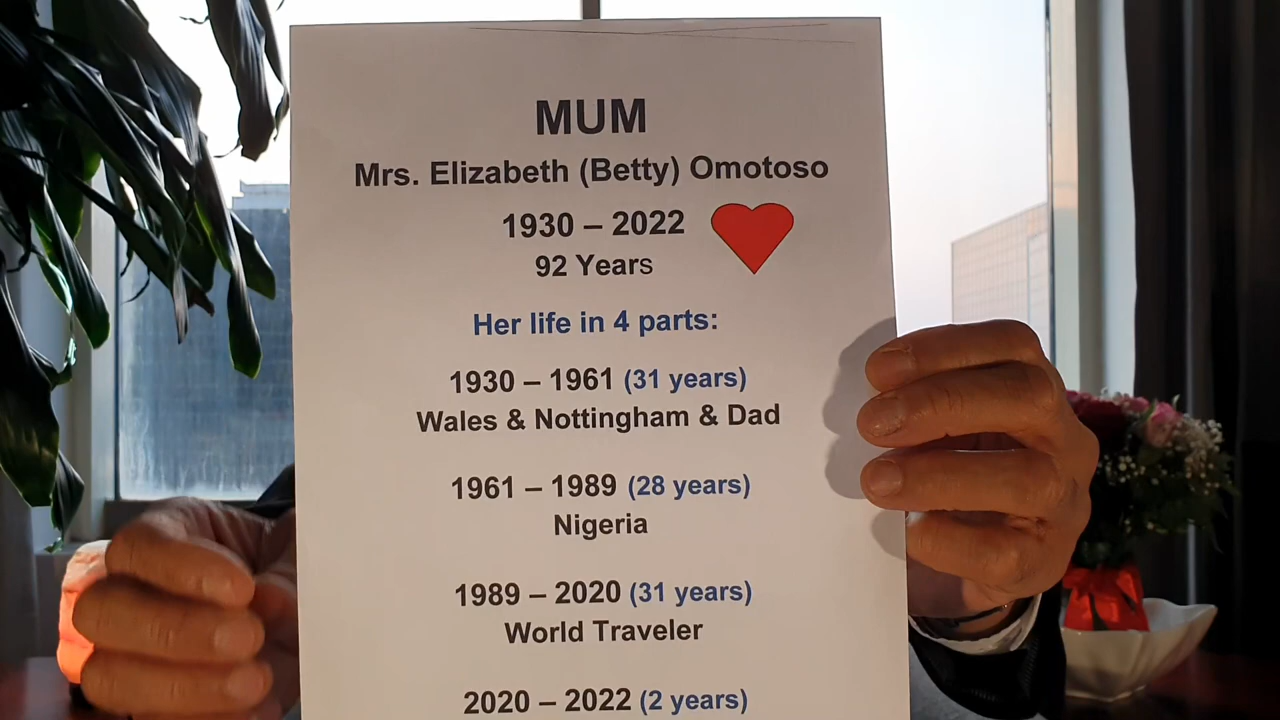 MUM
Mrs. Elizabeth (Betty) Omotoso
1930 – 2022
92 Years
Her life in 4 parts:
1930 – 1961 (31 years)
Wales & Nottingham & Dad
1961 – 1989 (28 years)
Nigeria
1989 – 2020 (31 years)
World Traveler
2020 – 2022 (2 years)